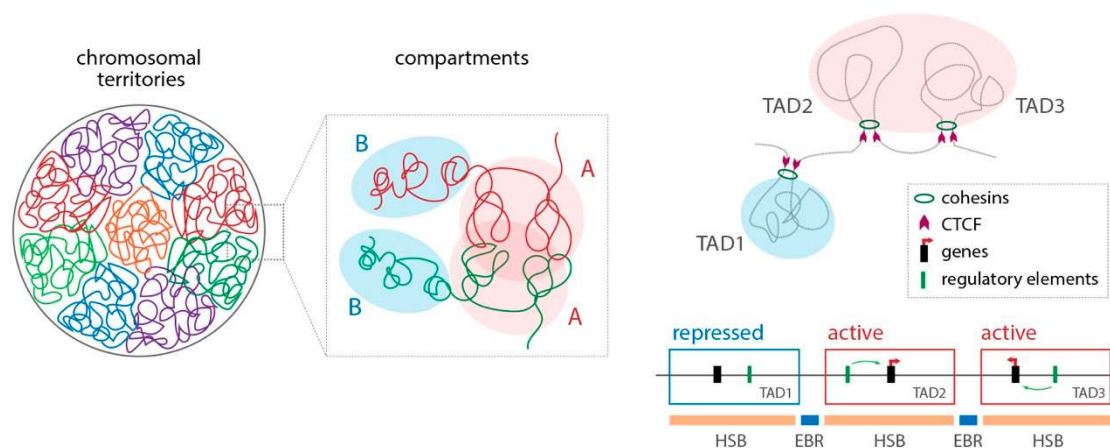 chromosomal
territories
compartments
B
A
B
A
TAD2
TAD3
TAD1
cohesins
CTCF
genes
regulatory elements
repressed
active
active
TAD1
TAD2
TAD3
HSB
EBR
HSB
EBR
HSB